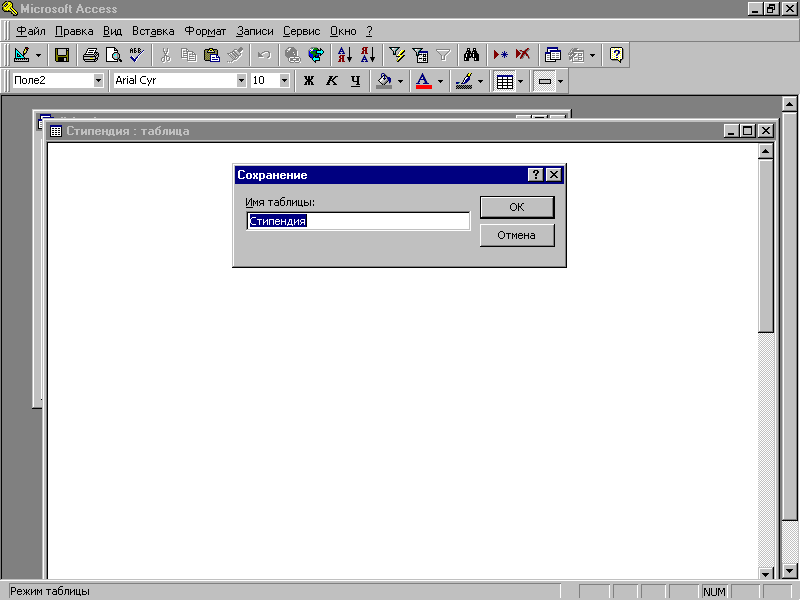 Microsoft Access
Файл Правка Вид Вставка Формат Записи Сервис Окно ?
Поле2 Arial Cyr 10 Ж К Ч
Стипендия : таблица
Сохранение
Имя таблицы:
Стипендия
OK
Отмена
Режим таблицы
NUM